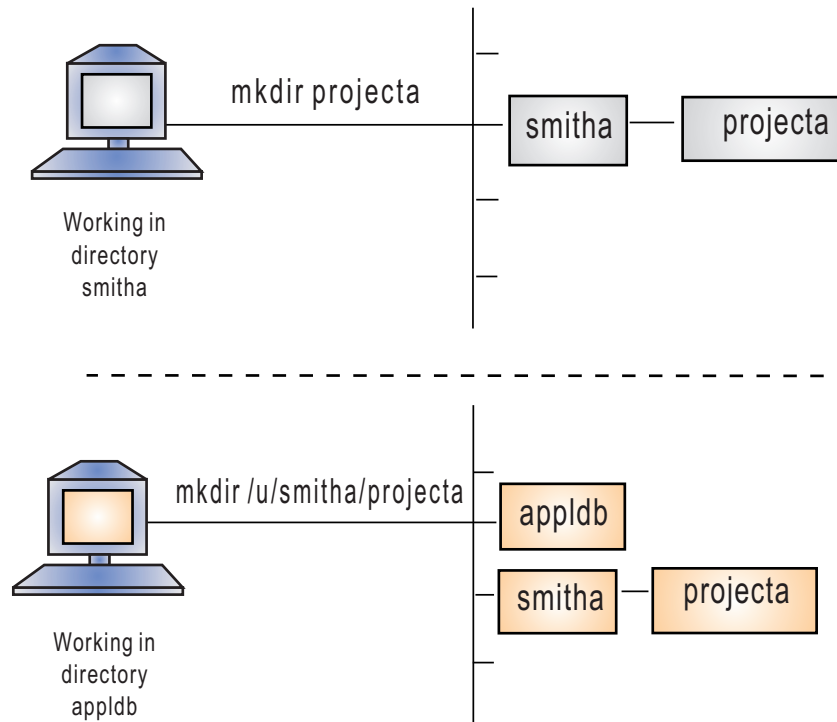 mkdir projecta
smitha
projecta
Working in
directory
smitha
mkdir /u/smitha/projecta
appldb
smitha
projecta
Working in
directory
appldb